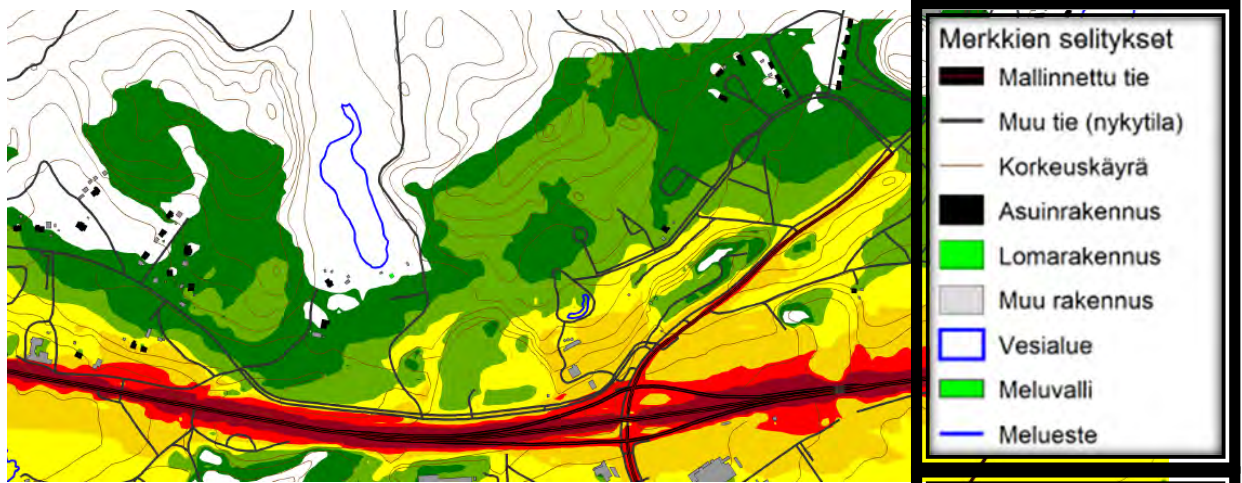 Merkkien selitykset
Mallinnettu tie
Muu tie (nykytila)
Korkeuskäyrä
Asuinrakennus
Lomarakennus
Muu rakennus
Vesialue
Meluvalli
Melueste